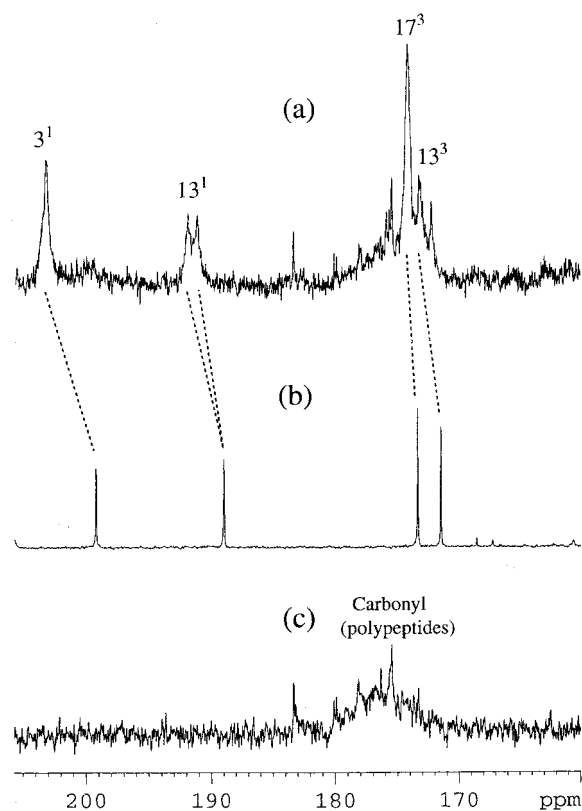 17³
(a)
3¹
13¹
13³
(b)
(c)
Carbonyl
(polypeptides)
200 190 180 170 ppm